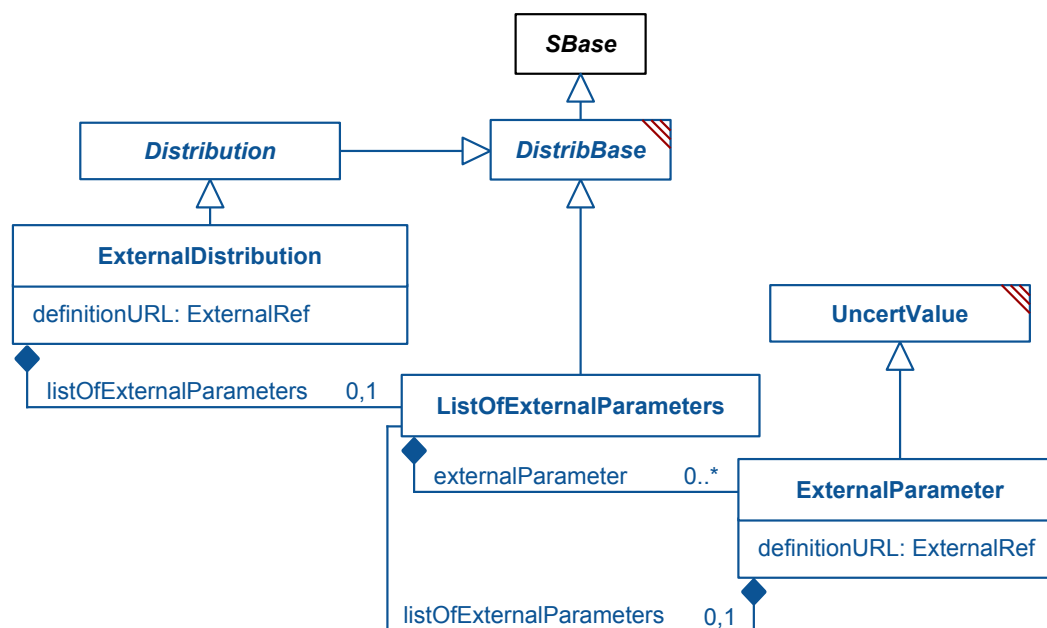 SBase
Distribution
DistribBase
ExternalDistribution
definitionURL: ExternalRef
UncertValue
listOfExternalParameters 0,1
ListOfExternalParameters
externalParameter 0..*
ExternalParameter
definitionURL: ExternalRef
listOfExternalParameters 0,1